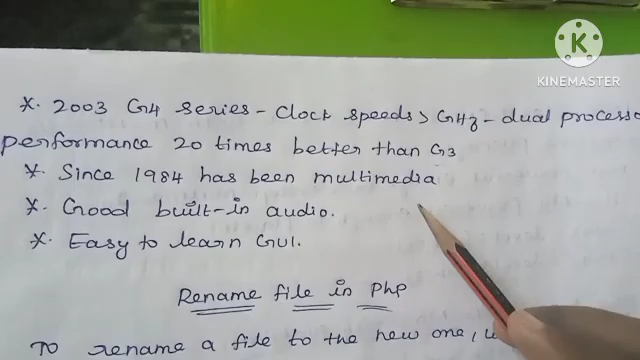 KINEMASTER
*. 2003 G4 series - Clock speeds > GHz - dual
performance 20 times better than G3
*. Since 1984 has been multimedia
*. Good built-in audio.
*. Easy to learn GUI.
Rename file in PhP
To rename a file to the new one,